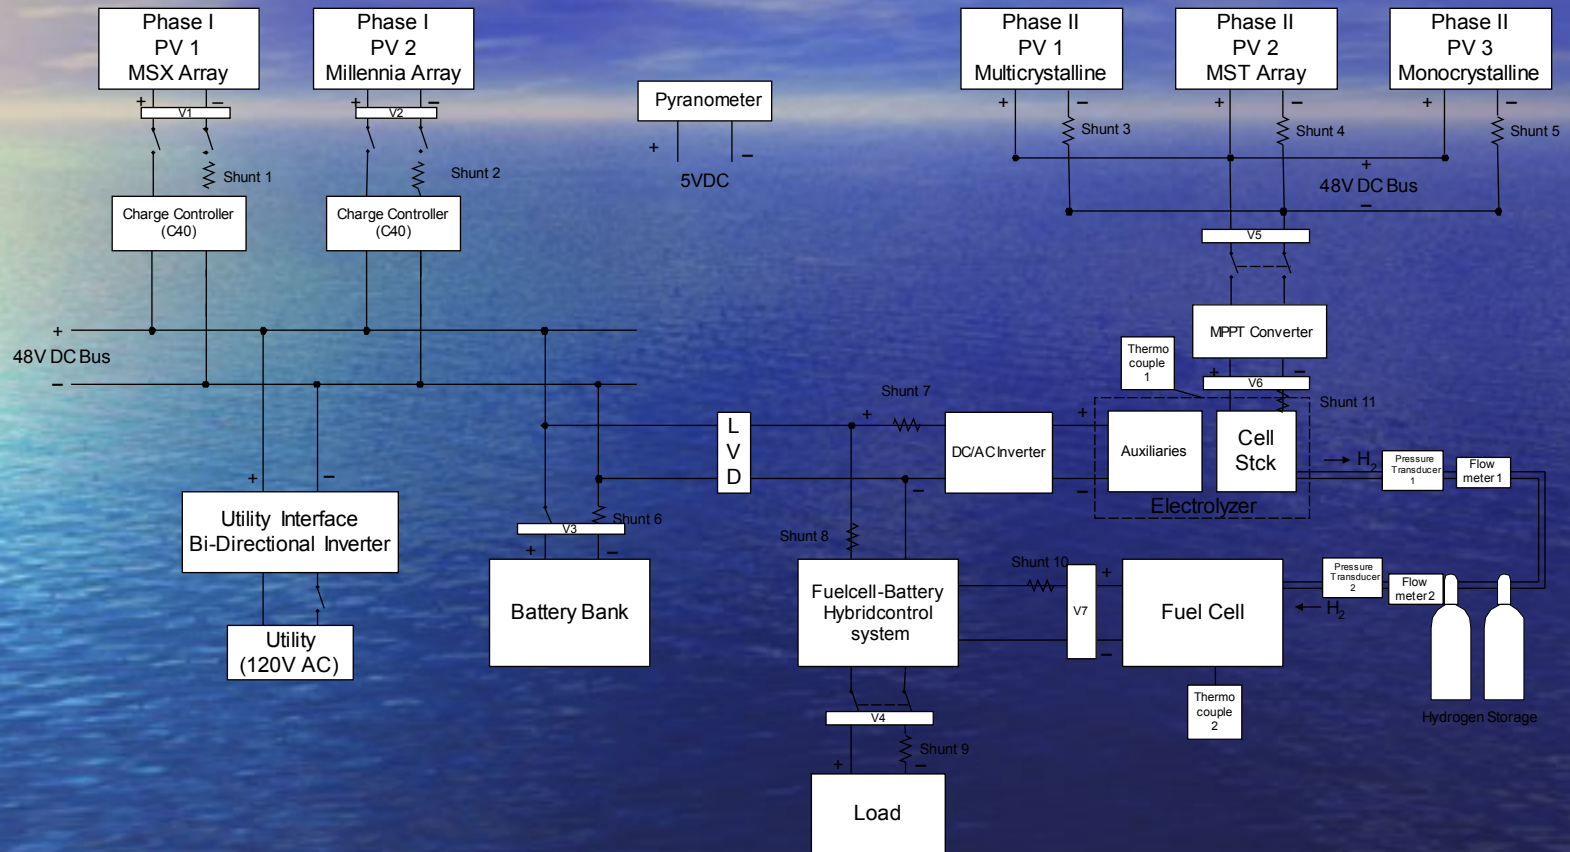 Phase I
PV 1
MSX Array
Phase I
PV 2
Millennia Array
Phase II
PV 1
Multicrystalline
Phase II
PV 2
MST Array
Phase II
PV 3
Monocrystalline
Pyranometer
+
–
5VDC
+
–
V1
+
–
V2
+
–
Shunt 3
+
–
Shunt 4
+
–
Shunt 5
Shunt 1
Shunt 2
+
48V DC Bus
–
Charge Controller
(C40)
Charge Controller
(C40)
V5
+
48V DC Bus
–
MPPT Converter
Thermo
couple
1
+
–
V6
Shunt 11
Shunt 7
+
–
L
V
D
DC/AC Inverter
+
–
Auxiliaries
Cell
Stck
Electrolyzer
H2
Pressure
Transducer
1
Flow
meter1
+
–
Utility Interface
Bi-Directional Inverter
Utility
(120V AC)
Shunt 6
V3
+
–
Battery Bank
Shunt 8
Fuelcell-Battery
Hybridcontrol
system
Shunt 10
V7
+
–
Fuel Cell
H2
Pressure
Transducer
2
Flow
meter2
Thermo
couple
2
Hydrogen Storage
V4
Shunt 9
+
–
Load